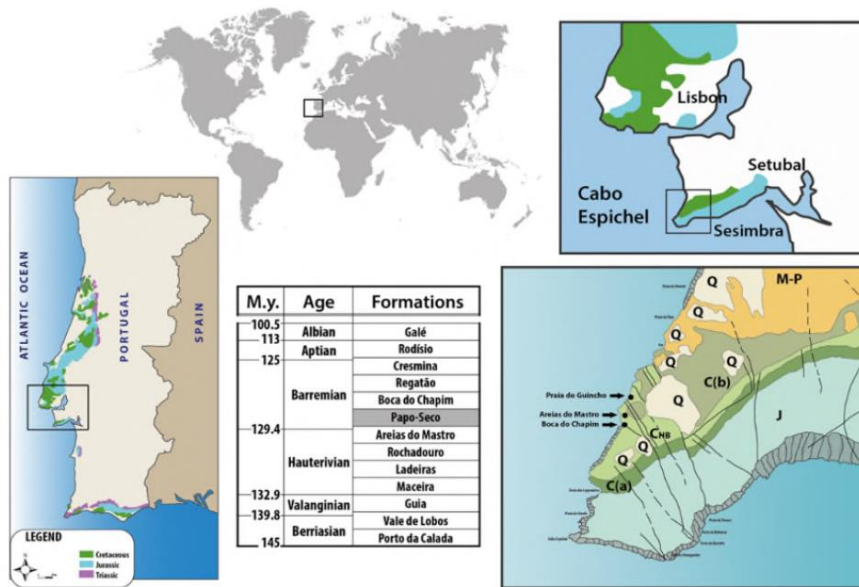 Lisbon
Setubal
Cabo
Espichel
Sesimbra
ATLANTIC OCEAN
PORTUGAL
SPAIN
LEGEND
Cretaceous
Jurassic
Triassic
M.y. Age Formations
100.5
Albian Galé
113
Aptian Rodísio
125
Cresmina
Regatão
Barremian
Boca do Chapim
Papo-Seco
129.4
Areias do Mastro
Hauterivian
Rochadouro
Ladeiras
Maceira
132.9
Valanginian Guia
139.8
Berriasian
Vale de Lobos
Porto da Calada
145
M-P
Q
Q
Q
Q
Q
C(b)
Praia do Guincho
Q
Areias do Mastro
Boca do Chapim
J
CHB
Q
Q
C(a)